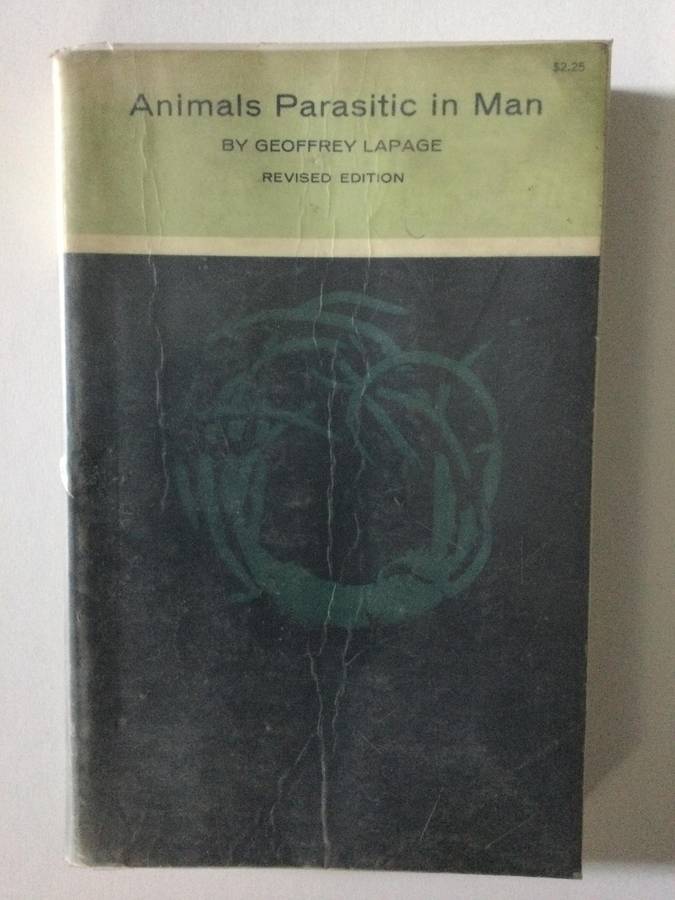 $2.25
Animals Parasitic in Man
BY GEOFFREY LAPAGE
REVISED EDITION